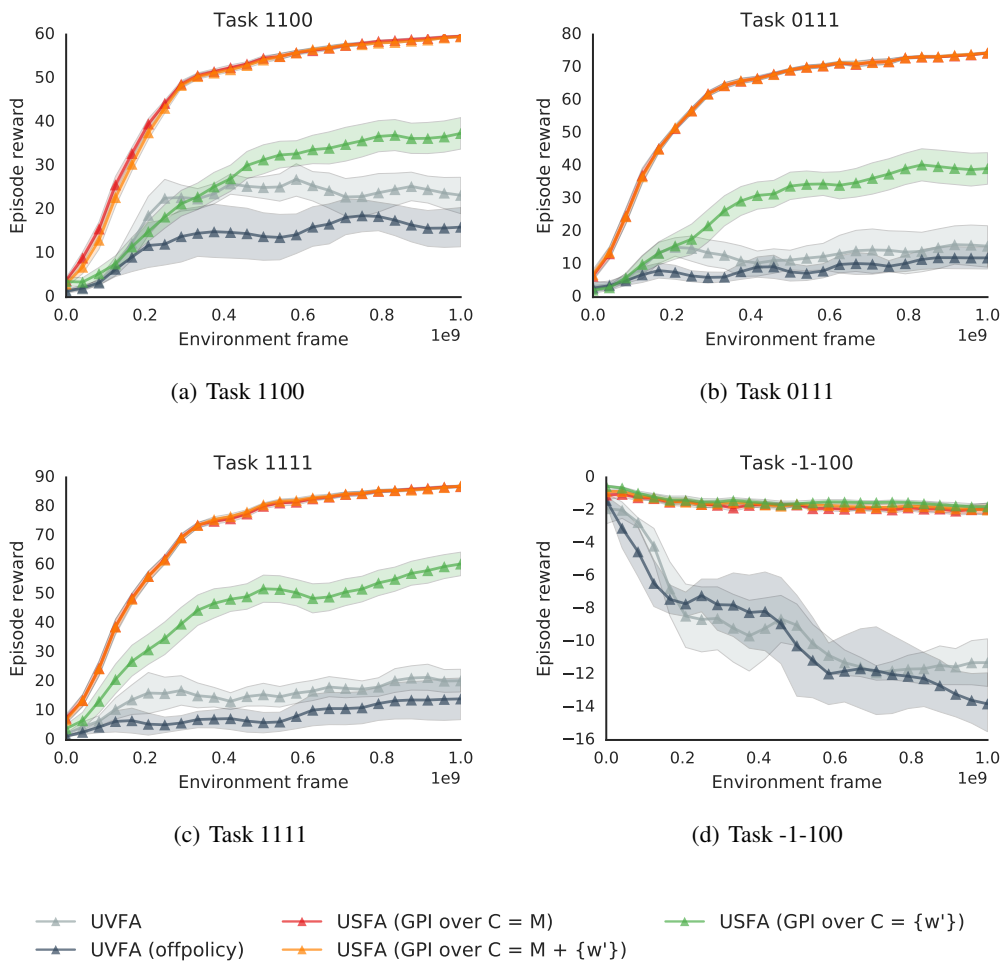 Task 1100
Episode reward
60
50
40
30
20
10
0
0.0 0.2 0.4 0.6 0.8 1.0
1e9
Environment frame
(a) Task 1100
Task 0111
Episode reward
80
70
60
50
40
30
20
10
0
0.0 0.2 0.4 0.6 0.8 1.0
1e9
Environment frame
(b) Task 0111
Task 1111
Episode reward
90
80
70
60
50
40
30
20
10
0
0.0 0.2 0.4 0.6 0.8 1.0
1e9
Environment frame
(c) Task 1111
Task -1-100
Episode reward
0
−2
−4
−6
−8
−10
−12
−14
−16
0.0 0.2 0.4 0.6 0.8 1.0
1e9
Environment frame
(d) Task -1-100
UVFA
UVFA (offpolicy)
USFA (GPI over C = M)
USFA (GPI over C = M + {w'})
USFA (GPI over C = {w'})